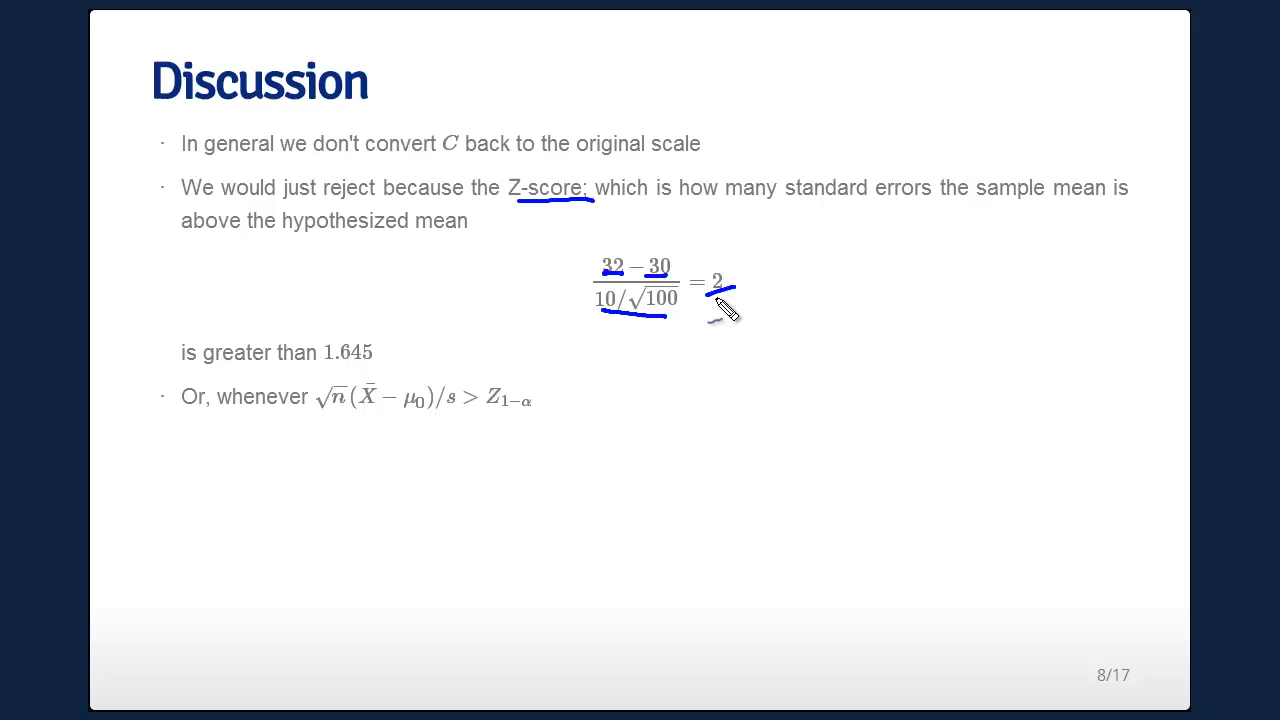 Discussion
· In general we don't convert C back to the original scale
· We would just reject because the Z-score; which is how many standard errors the sample mean is
above the hypothesized mean
32 − 30
10/√100
= 2
is greater than 1.645
· Or, whenever √n(X̄ − μ₀)/s > Z₁₋α
8/17